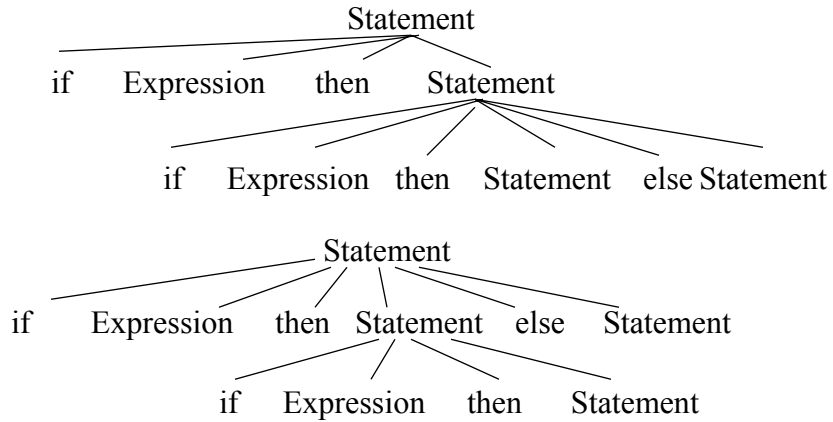 Statement
if Expression then Statement
if Expression then Statement else Statement
Statement
if Expression then Statement else Statement
if Expression then Statement